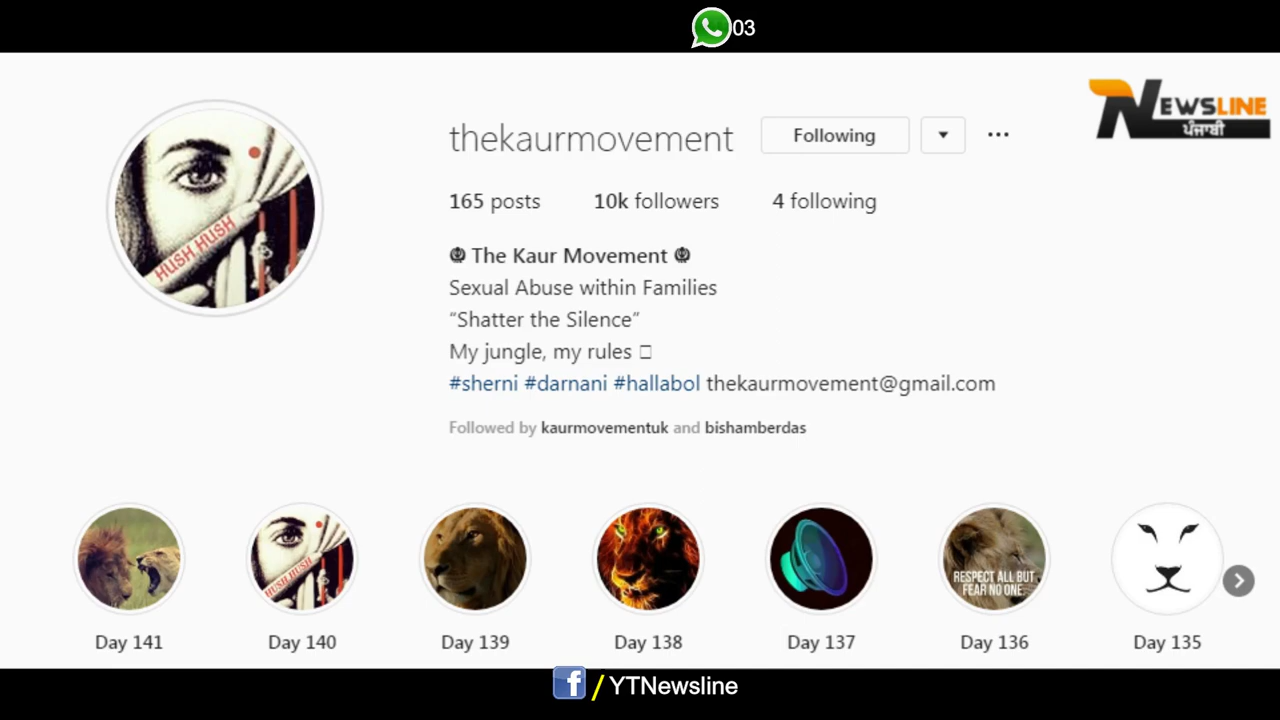 03
NEWSLINE
ਪੰਜਾਬੀ
HUSH HUSH
thekaurmovement Following
165 posts 10k followers 4 following
☬ The Kaur Movement ☬
Sexual Abuse within Families
“Shatter the Silence”
My jungle, my rules
#sherni #darnani #hallabol thekaurmovement@gmail.com
Followed by kaurmovementuk and bishamberdas
HUSH HUSH
RESPECT ALL BUT
FEAR NO ONE.
Day 141 Day 140 Day 139 Day 138 Day 137 Day 136 Day 135
f / YTNewsline